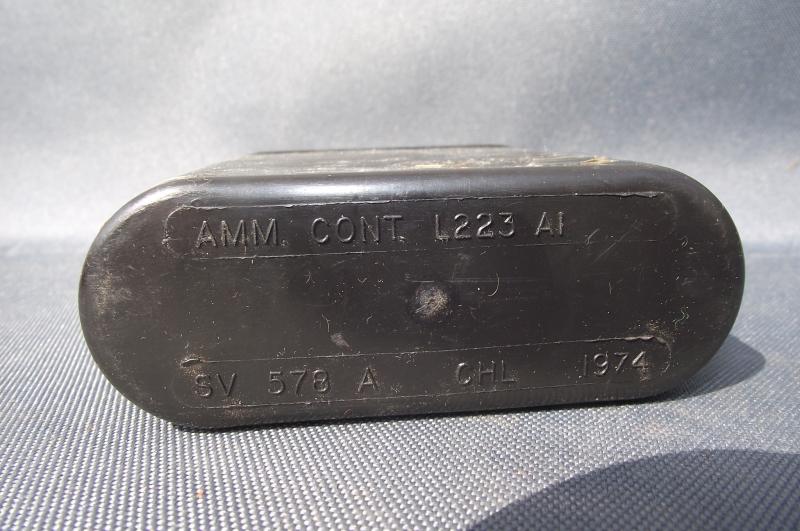 AMM. CONT. L223 A1
SV 578 A CHL 1974